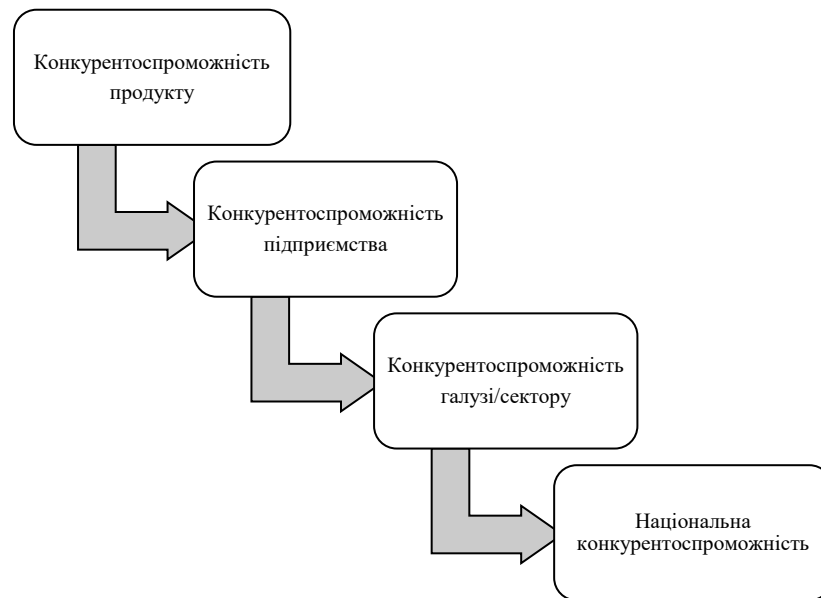 Конкурентоспроможність
продукту
Конкурентоспроможність
підприємства
Конкурентоспроможність
галузі/сектору
Національна
конкурентоспроможність